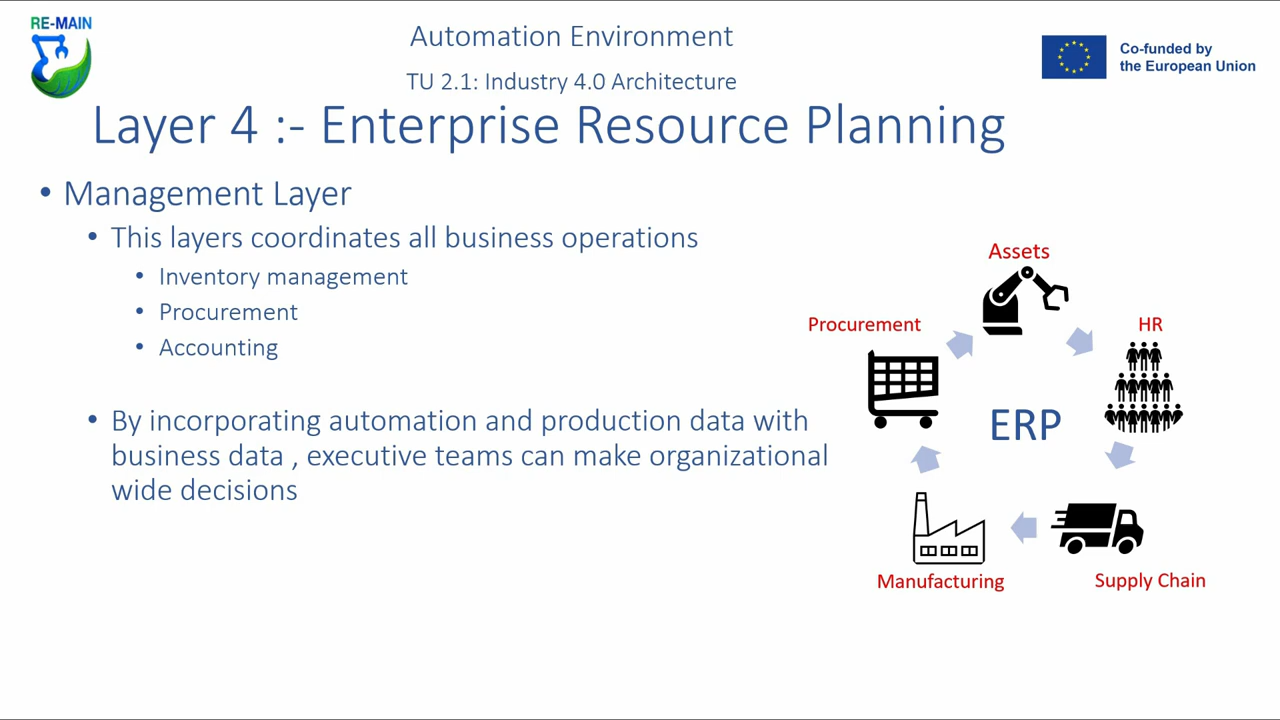 RE-MAIN
Automation Environment
TU 2.1: Industry 4.0 Architecture
Co-funded by
the European Union
Layer 4 :- Enterprise Resource Planning
• Management Layer
• This layers coordinates all business operations
• Inventory management
• Procurement
• Accounting
• By incorporating automation and production data with
business data , executive teams can make organizational
wide decisions
Assets
Procurement
HR
ERP
Manufacturing
Supply Chain